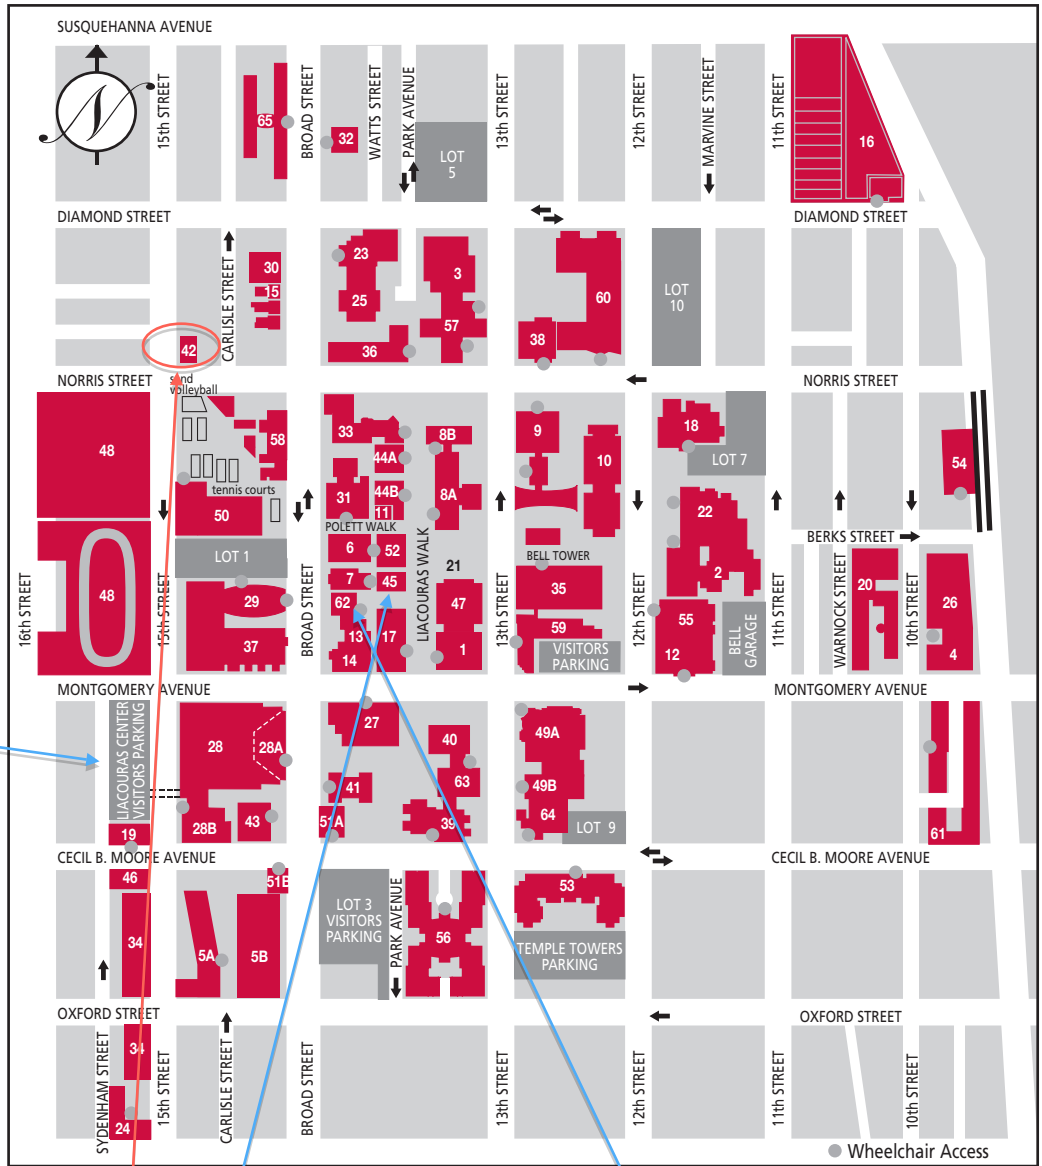 SUSQUEHANNA AVENUE
N
15th STREET
BROAD STREET
WATTS STREET
PARK AVENUE
13th STREET
12th STREET
MARVINE STREET
11th STREET
65
32
LOT
5
16
DIAMOND STREET
DIAMOND STREET
CARLISLE STREET
30
15
23
25
3
57
36
60
38
LOT
10
42
NORRIS STREET
NORRIS STREET
sand
volleyball
48
58
tennis courts
50
33
44A
44B
11
31
POLETT WALK
8B
8A
9
10
18
LOT 7
22
2
54
BERKS STREET
LOT 1
6
52
7
45
62
13
14
17
LIACOURAS WALK
21
47
1
BELL TOWER
35
59
VISITORS
PARKING
55
12
BELL
GARAGE
20
WARNOCK STREET
10th STREET
26
4
16th STREET
48
15th STREET
29
37
BROAD STREET
13th STREET
12th STREET
11th STREET
MONTGOMERY AVENUE
MONTGOMERY AVENUE
LIACOURAS CENTER
VISITORS PARKING
28
28A
28B
43
27
41
51A
40
63
39
49A
49B
64
LOT 9
61
19
CECIL B. MOORE AVENUE
CECIL B. MOORE AVENUE
46
34
5A
5B
51B
LOT 3
VISITORS
PARKING
PARK AVENUE
56
53
TEMPLE TOWERS
PARKING
OXFORD STREET
OXFORD STREET
34
24
SYDENHAM STREET
15th STREET
CARLISLE STREET
BROAD STREET
13th STREET
12th STREET
11th STREET
10th STREET
Wheelchair Access